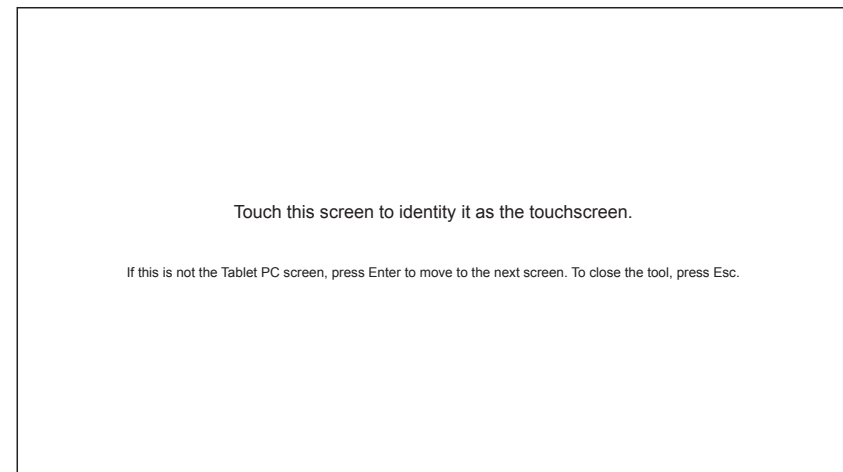 Touch this screen to identity it as the touchscreen.
If this is not the Tablet PC screen, press Enter to move to the next screen. To close the tool, press Esc.